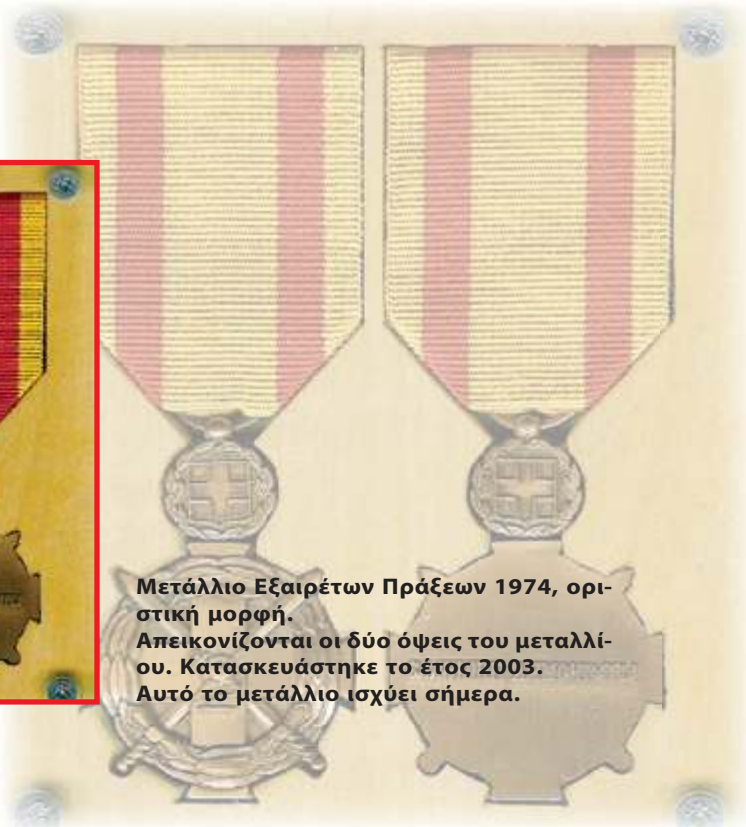 Μετάλλιο Εξαιρέτων Πράξεων 1974, ορι-
στική μορφή.
Απεικονίζονται οι δύο όψεις του μεταλλί-
ου. Κατασκευάστηκε το έτος 2003.
Αυτό το μετάλλιο ισχύει σήμερα.